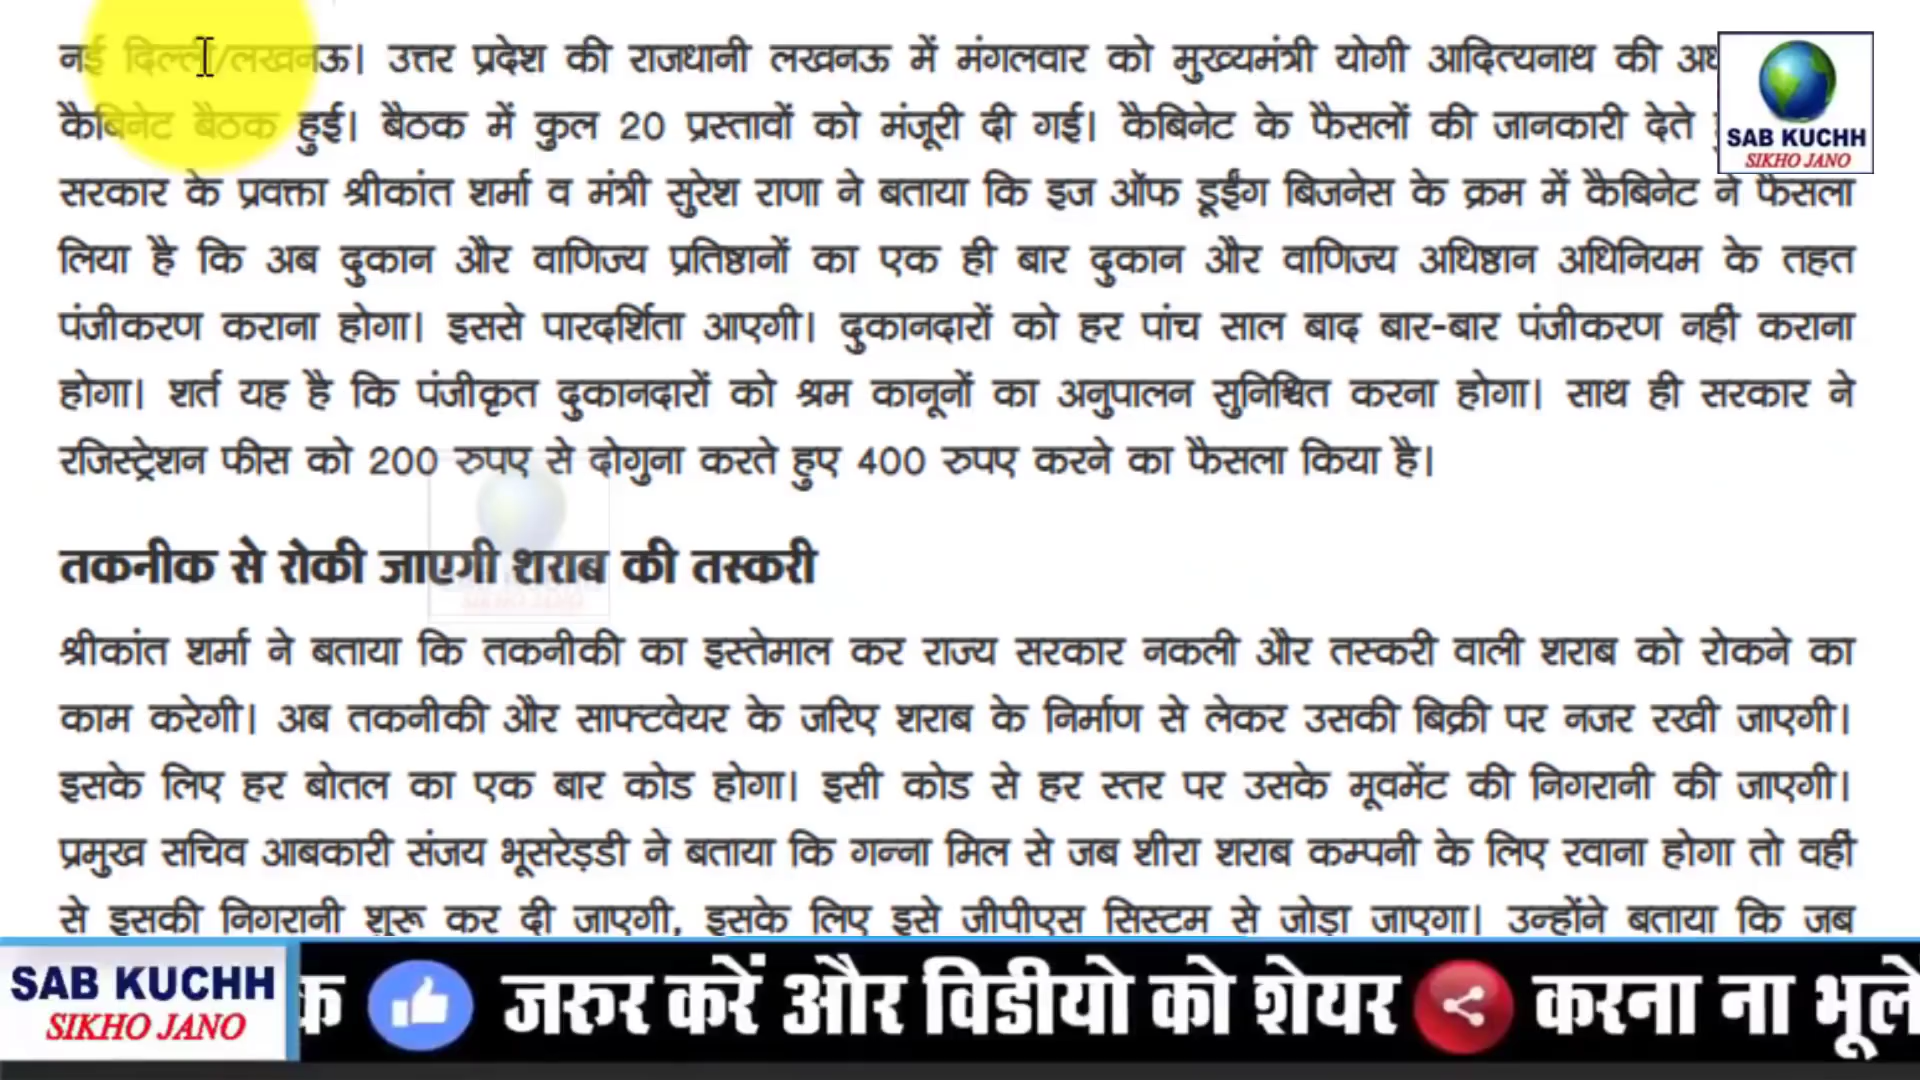 नई दिल्ली/लखनऊ। उत्तर प्रदेश की राजधानी लखनऊ में मंगलवार को मुख्यमंत्री योगी आदित्यनाथ की
कैबिनेट बैठक हुई। बैठक में कुल 20 प्रस्तावों को मंजूरी दी गई। कैबिनेट के फैसलों की जानकारी देते
सरकार के प्रवक्ता श्रीकांत शर्मा व मंत्री सुरेश राणा ने बताया कि इज ऑफ डूईंग बिजनेस के क्रम में कैबिनेट ने फैसला
लिया है कि अब दुकान और वाणिज्य प्रतिष्ठानों का एक ही बार दुकान और वाणिज्य अधिष्ठान अधिनियम के तहत
पंजीकरण कराना होगा। इससे पारदर्शिता आएगी। दुकानदारों को हर पांच साल बाद बार-बार पंजीकरण नहीं कराना
होगा। शर्त यह है कि पंजीकृत दुकानदारों को श्रम कानूनों का अनुपालन सुनिश्चित करना होगा। साथ ही सरकार ने
रजिस्ट्रेशन फीस को 200 रुपए से दोगुना करते हुए 400 रुपए करने का फैसला किया है।
तकनीक से रोकी जाएगी शराब की तस्करी
श्रीकांत शर्मा ने बताया कि तकनीकी का इस्तेमाल कर राज्य सरकार नकली और तस्करी वाली शराब को रोकने का
काम करेगी। अब तकनीकी और साफ्टवेयर के जरिए शराब के निर्माण से लेकर उसकी बिक्री पर नजर रखी जाएगी।
इसके लिए हर बोतल का एक बार कोड होगा। इसी कोड से हर स्तर पर उसके मूवमेंट की निगरानी की जाएगी।
प्रमुख सचिव आबकारी संजय भूसरेड्डी ने बताया कि गन्ना मिल से जब शीरा शराब कम्पनी के लिए रवाना होगा तो वहीं
से इसकी निगरानी शुरू कर दी जाएगी, इसके लिए इसे जीपीएस सिस्टम से जोड़ा जाएगा। उन्होंने बताया कि जब
SAB KUCHH
SIKHO JANO
SAB KUCHH
SIKHO JANO
जरुर करें और विडीयो को शेयर करना ना भूले